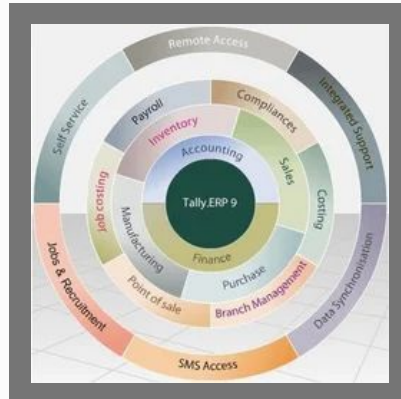 Remote Access
Self Service
Integrated Support
Payroll
Compliances
Inventory
Accounting
Sales
Job costing
Costing
Tally.ERP 9
Manufacturing
Finance
Purchase
Point of sale
Branch Management
Jobs & Recruitment
Data Synchronisation
SMS Access